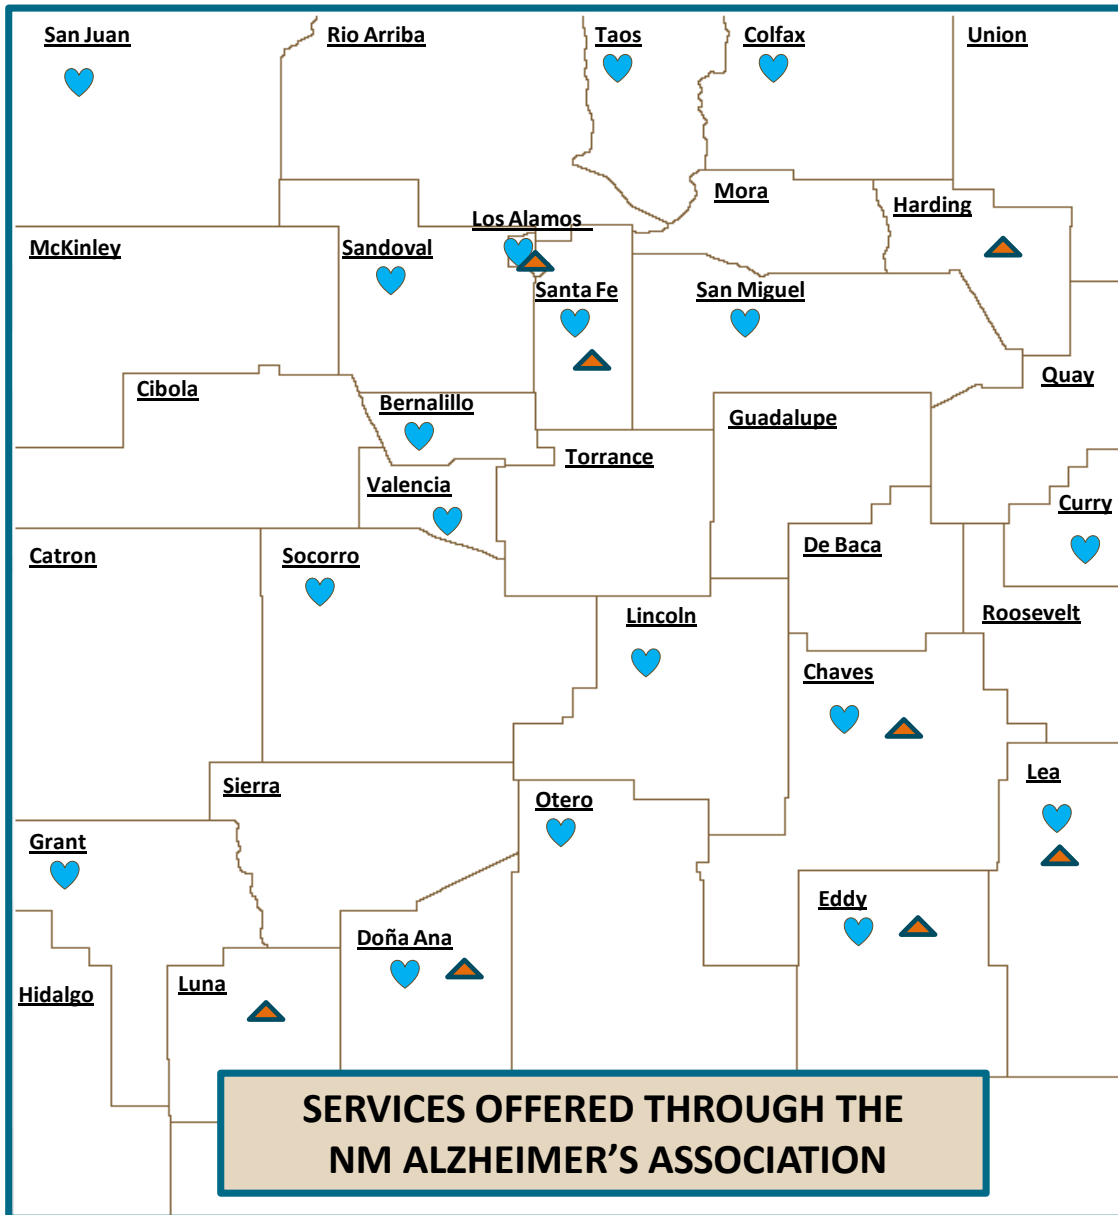 San Juan
Rio Arriba
Taos
Colfax
Union
Mora
Harding
Los Alamos
McKinley
Sandoval
Santa Fe
San Miguel
Cibola
Quay
Bernalillo
Guadalupe
Torrance
Valencia
Curry
Catron
Socorro
De Baca
Lincoln
Roosevelt
Chaves
Sierra
Lea
Otero
Grant
Eddy
Doña Ana
Hidalgo
Luna
SERVICES OFFERED THROUGH THE
NM ALZHEIMER’S ASSOCIATION